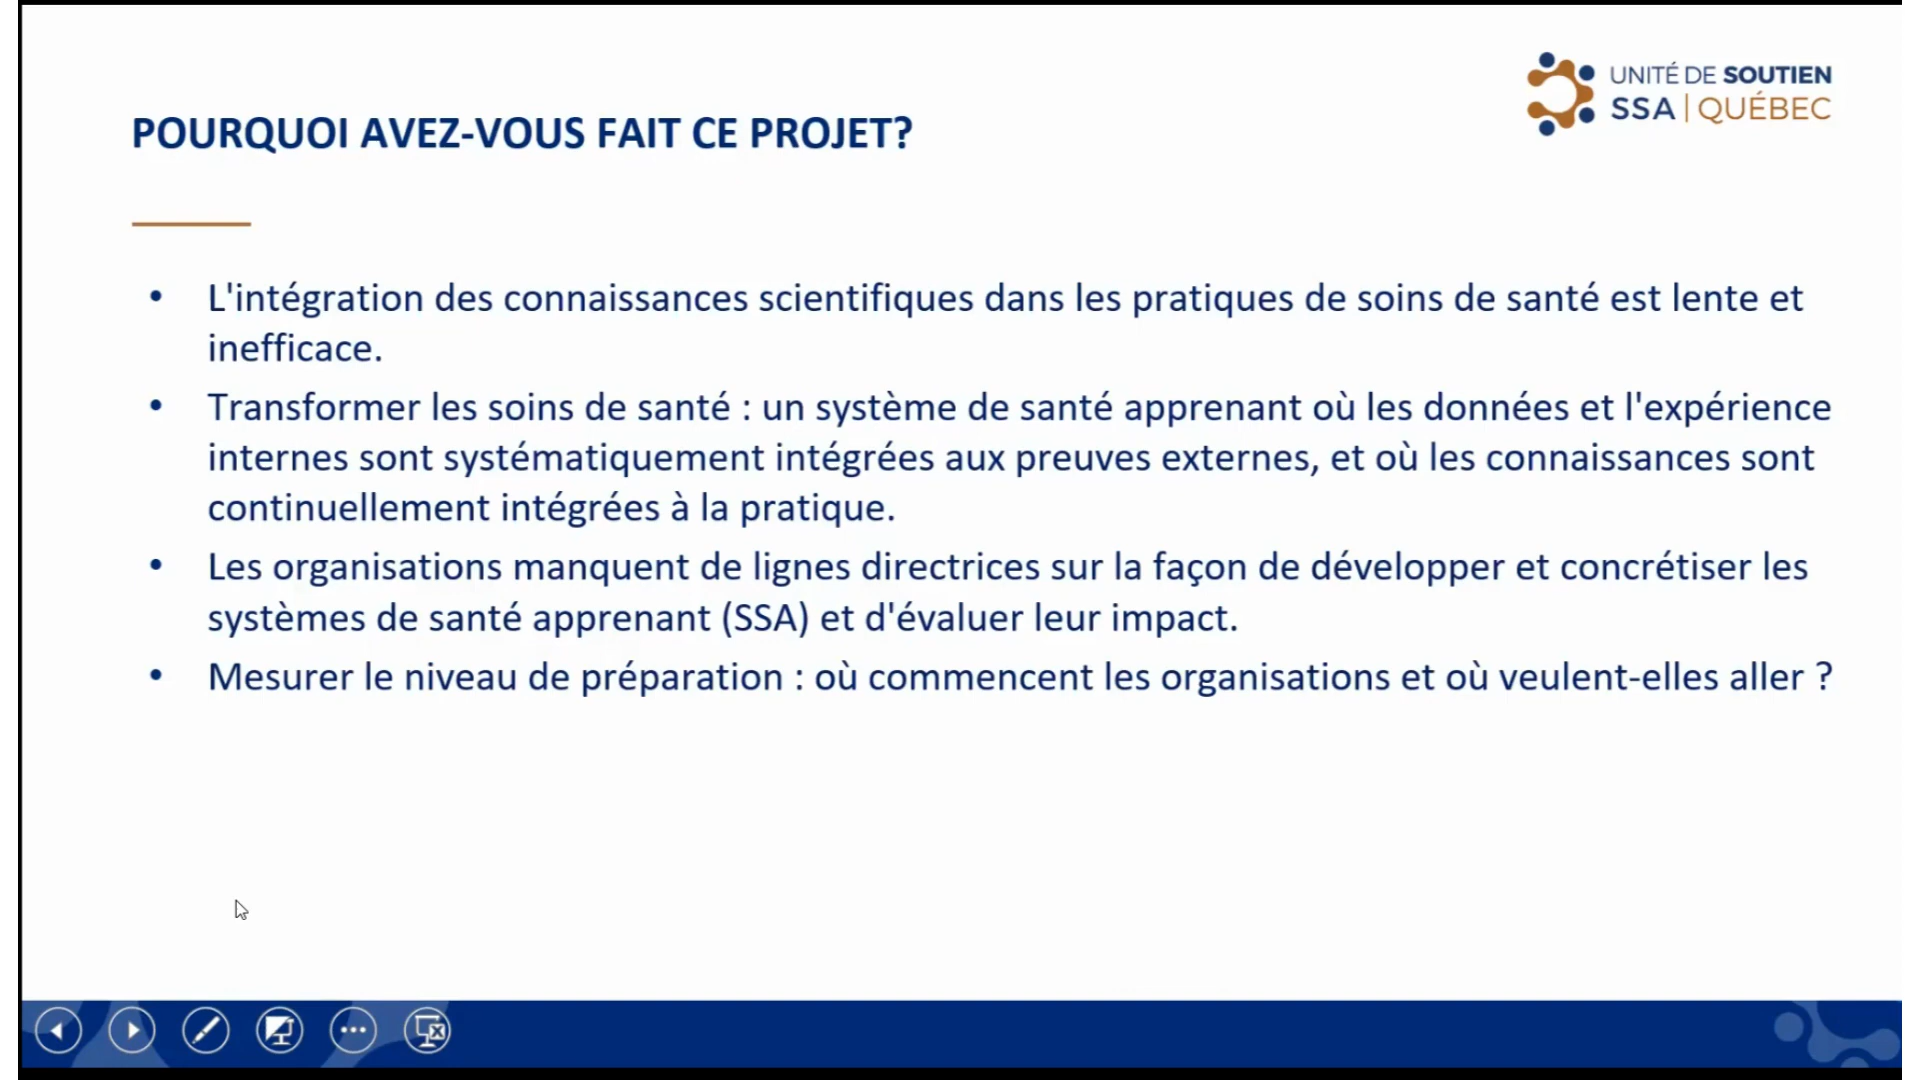 UNITÉ DE SOUTIEN
SSA | QUÉBEC
POURQUOI AVEZ-VOUS FAIT CE PROJET?
• L'intégration des connaissances scientifiques dans les pratiques de soins de santé est lente et
inefficace.
• Transformer les soins de santé : un système de santé apprenant où les données et l'expérience
internes sont systématiquement intégrées aux preuves externes, et où les connaissances sont
continuellement intégrées à la pratique.
• Les organisations manquent de lignes directrices sur la façon de développer et concrétiser les
systèmes de santé apprenant (SSA) et d'évaluer leur impact.
• Mesurer le niveau de préparation : où commencent les organisations et où veulent-elles aller ?